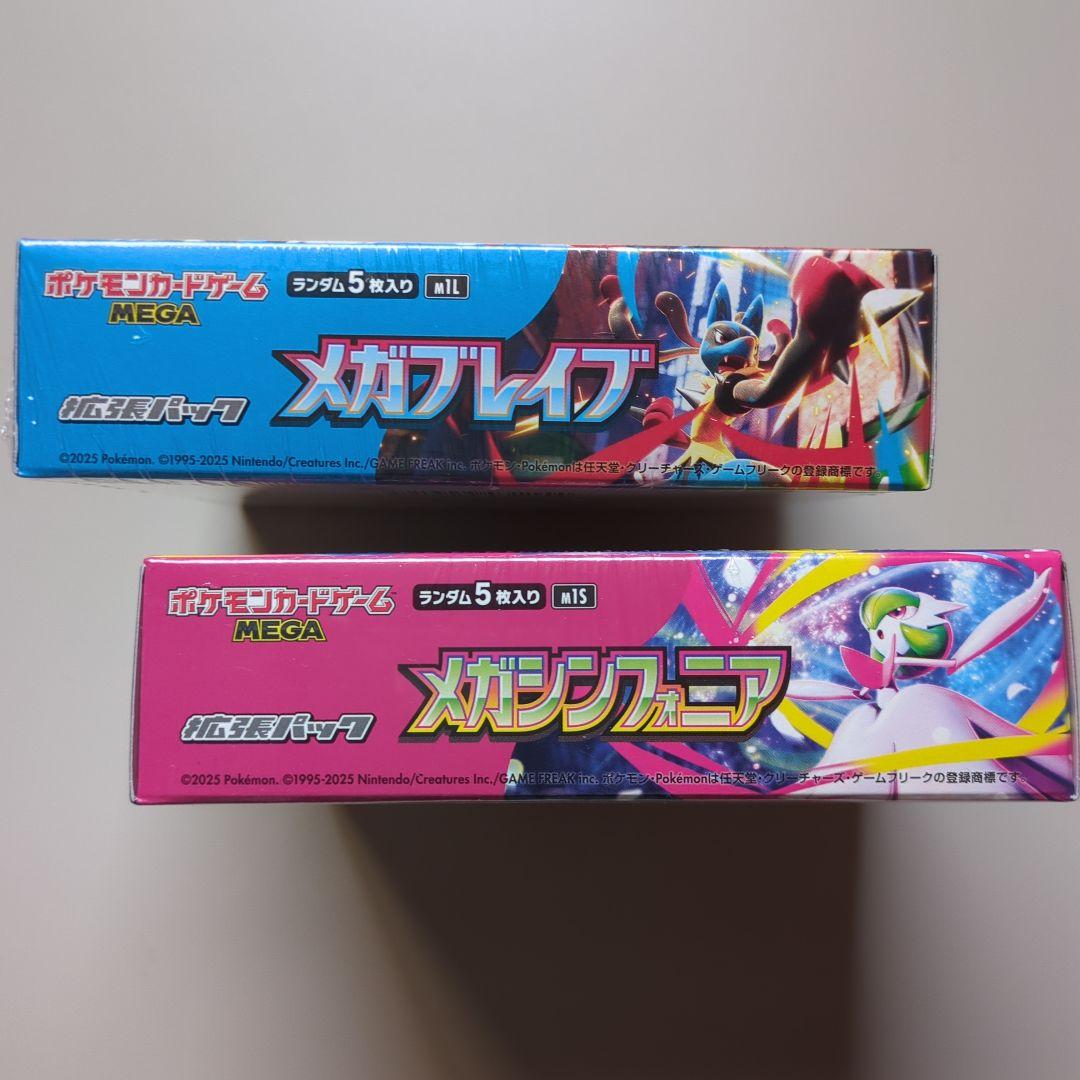 ポケモンカードゲーム
MEGA
ランダム5枚入り m1L
メガブレイブ
拡張パック
©2025 Pokémon. ©1995-2025 Nintendo/Creatures Inc./GAME FREAK inc. ポケモン・Pokémonは任天堂・クリーチャーズ・ゲームフリークの登録商標です。
ポケモンカードゲーム
MEGA
ランダム5枚入り m1S
メガシンフォニア
拡張パック
©2025 Pokémon. ©1995-2025 Nintendo/Creatures Inc./GAME FREAK inc. ポケモン・Pokémonは任天堂・クリーチャーズ・ゲームフリークの登録商標です。